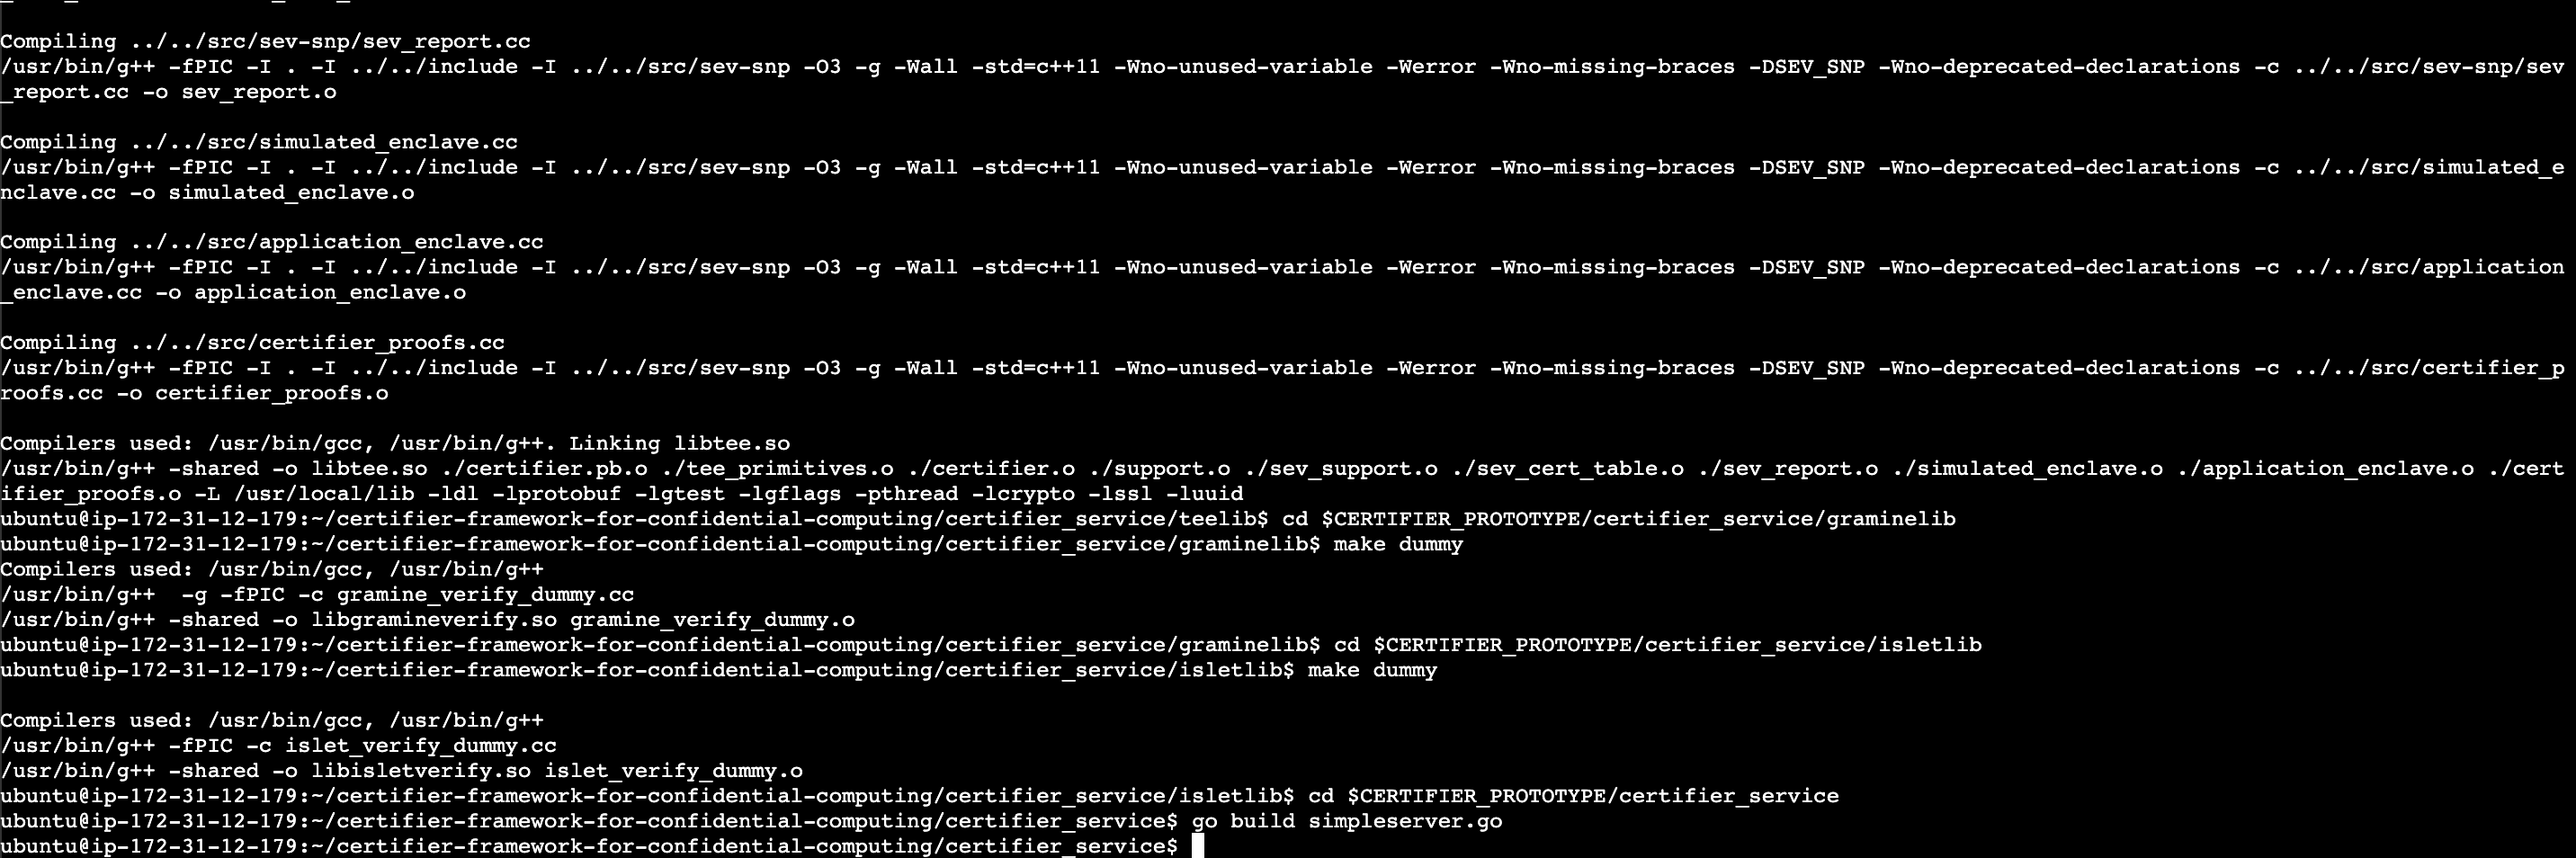 Compiling ../../src/sev-snp/sev_report.cc
/usr/bin/g++ -fPIC -I . -I ../../include -I ../../src/sev-snp -O3 -g -Wall -std=c++11 -Wno-unused-variable -Werror -Wno-missing-braces -DSEV_SNP -Wno-deprecated-declarations -c ../../src/sev-snp/sev
_report.cc -o sev_report.o
Compiling ../../src/simulated_enclave.cc
/usr/bin/g++ -fPIC -I . -I ../../include -I ../../src/sev-snp -O3 -g -Wall -std=c++11 -Wno-unused-variable -Werror -Wno-missing-braces -DSEV_SNP -Wno-deprecated-declarations -c ../../src/simulated_e
nclave.cc -o simulated_enclave.o
Compiling ../../src/application_enclave.cc
/usr/bin/g++ -fPIC -I . -I ../../include -I ../../src/sev-snp -O3 -g -Wall -std=c++11 -Wno-unused-variable -Werror -Wno-missing-braces -DSEV_SNP -Wno-deprecated-declarations -c ../../src/application
_enclave.cc -o application_enclave.o
Compiling ../../src/certifier_proofs.cc
/usr/bin/g++ -fPIC -I . -I ../../include -I ../../src/sev-snp -O3 -g -Wall -std=c++11 -Wno-unused-variable -Werror -Wno-missing-braces -DSEV_SNP -Wno-deprecated-declarations -c ../../src/certifier_p
roofs.cc -o certifier_proofs.o
Compilers used: /usr/bin/gcc, /usr/bin/g++. Linking libtee.so
/usr/bin/g++ -shared -o libtee.so ./certifier.pb.o ./tee_primitives.o ./certifier.o ./support.o ./sev_support.o ./sev_cert_table.o ./sev_report.o ./simulated_enclave.o ./application_enclave.o ./cert
ifier_proofs.o -L /usr/local/lib -ldl -lprotobuf -lgtest -lgflags -pthread -lcrypto -lssl -luuid
ubuntu@ip-172-31-12-179:~/certifier-framework-for-confidential-computing/certifier_service/teelib$ cd $CERTIFIER_PROTOTYPE/certifier_service/graminelib
ubuntu@ip-172-31-12-179:~/certifier-framework-for-confidential-computing/certifier_service/graminelib$ make dummy
Compilers used: /usr/bin/gcc, /usr/bin/g++
/usr/bin/g++  -g -fPIC -c gramine_verify_dummy.cc
/usr/bin/g++ -shared -o libgramineverify.so gramine_verify_dummy.o
ubuntu@ip-172-31-12-179:~/certifier-framework-for-confidential-computing/certifier_service/graminelib$ cd $CERTIFIER_PROTOTYPE/certifier_service/isletlib
ubuntu@ip-172-31-12-179:~/certifier-framework-for-confidential-computing/certifier_service/isletlib$ make dummy
Compilers used: /usr/bin/gcc, /usr/bin/g++
/usr/bin/g++ -fPIC -c islet_verify_dummy.cc
/usr/bin/g++ -shared -o libisletverify.so islet_verify_dummy.o
ubuntu@ip-172-31-12-179:~/certifier-framework-for-confidential-computing/certifier_service/isletlib$ cd $CERTIFIER_PROTOTYPE/certifier_service
ubuntu@ip-172-31-12-179:~/certifier-framework-for-confidential-computing/certifier_service$ go build simpleserver.go
ubuntu@ip-172-31-12-179:~/certifier-framework-for-confidential-computing/certifier_service$